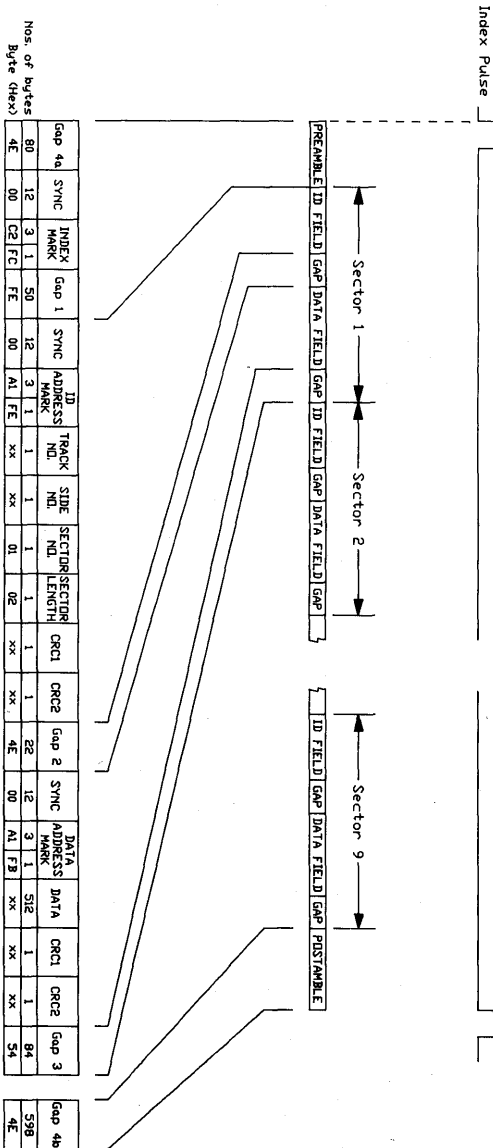 Index Pulse
Sector 1 Sector 2 Sector 9
PREAMBLE ID FIELD GAP DATA FIELD GAP ID FIELD GAP DATA FIELD GAP ID FIELD GAP DATA FIELD GAP POSTAMBLE
Gap 4a SYNC INDEX MARK Gap 1 SYNC ID ADDRESS MARK TRACK NO. SIDE NO. SECTOR NO. SECTOR LENGTH CRC1 CRC2 Gap 2 SYNC DATA ADDRESS MARK DATA CRC1 CRC2 Gap 3 Gap 4b
Nos. of bytes 80 12 3 1 50 12 3 1 1 1 1 1 1 1 22 12 3 1 512 1 1 84 598
Byte (Hex) 4E 00 C2 FC FE 00 A1 FE xx xx 01 02 xx xx 4E 00 A1 FB xx xx xx 54 4E